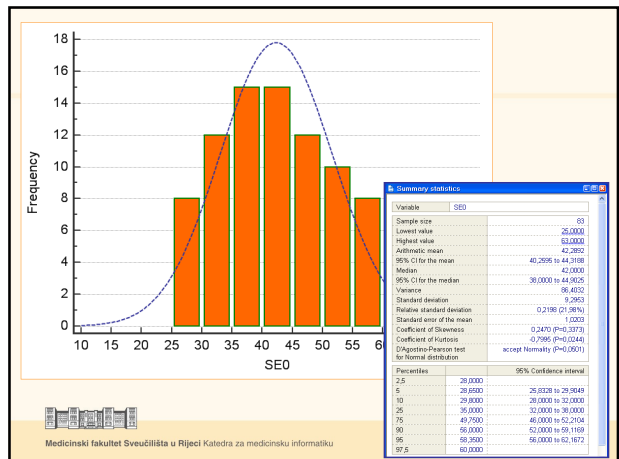 18
16
14
12
10
8
6
4
2
0
Frequency
10 15 20 25 30 35 40 45 50 55 60
SE0
Summary statistics
Variable SE0
Sample size 83
Lowest value 25,0000
Highest value 63,0000
Arithmetic mean 42,2892
95% CI for the mean 40,2595 to 44,3188
Median 42,0000
95% CI for the median 38,0000 to 44,9025
Variance 86,4032
Standard deviation 9,2953
Relative standard deviation 0,2198 (21,98%)
Standard error of the mean 1,0203
Coefficient of Skewness 0,2470 (P=0,3373)
Coefficient of Kurtosis -0,7995 (P=0,0244)
D'Agostino-Pearson test accept Normality (P=0,0501)
for Normal distribution
Percentiles 95% Confidence interval
2,5 28,0000
5 28,6500 25,8328 to 29,9049
10 29,8000 28,0000 to 32,0000
25 35,0000 32,0000 to 38,0000
75 49,7500 46,0000 to 52,2104
90 56,0000 52,0000 to 59,1169
95 58,3500 56,0000 to 62,1672
97,5 60,0000
Medicinski fakultet Sveučilišta u Rijeci Katedra za medicinsku informatiku